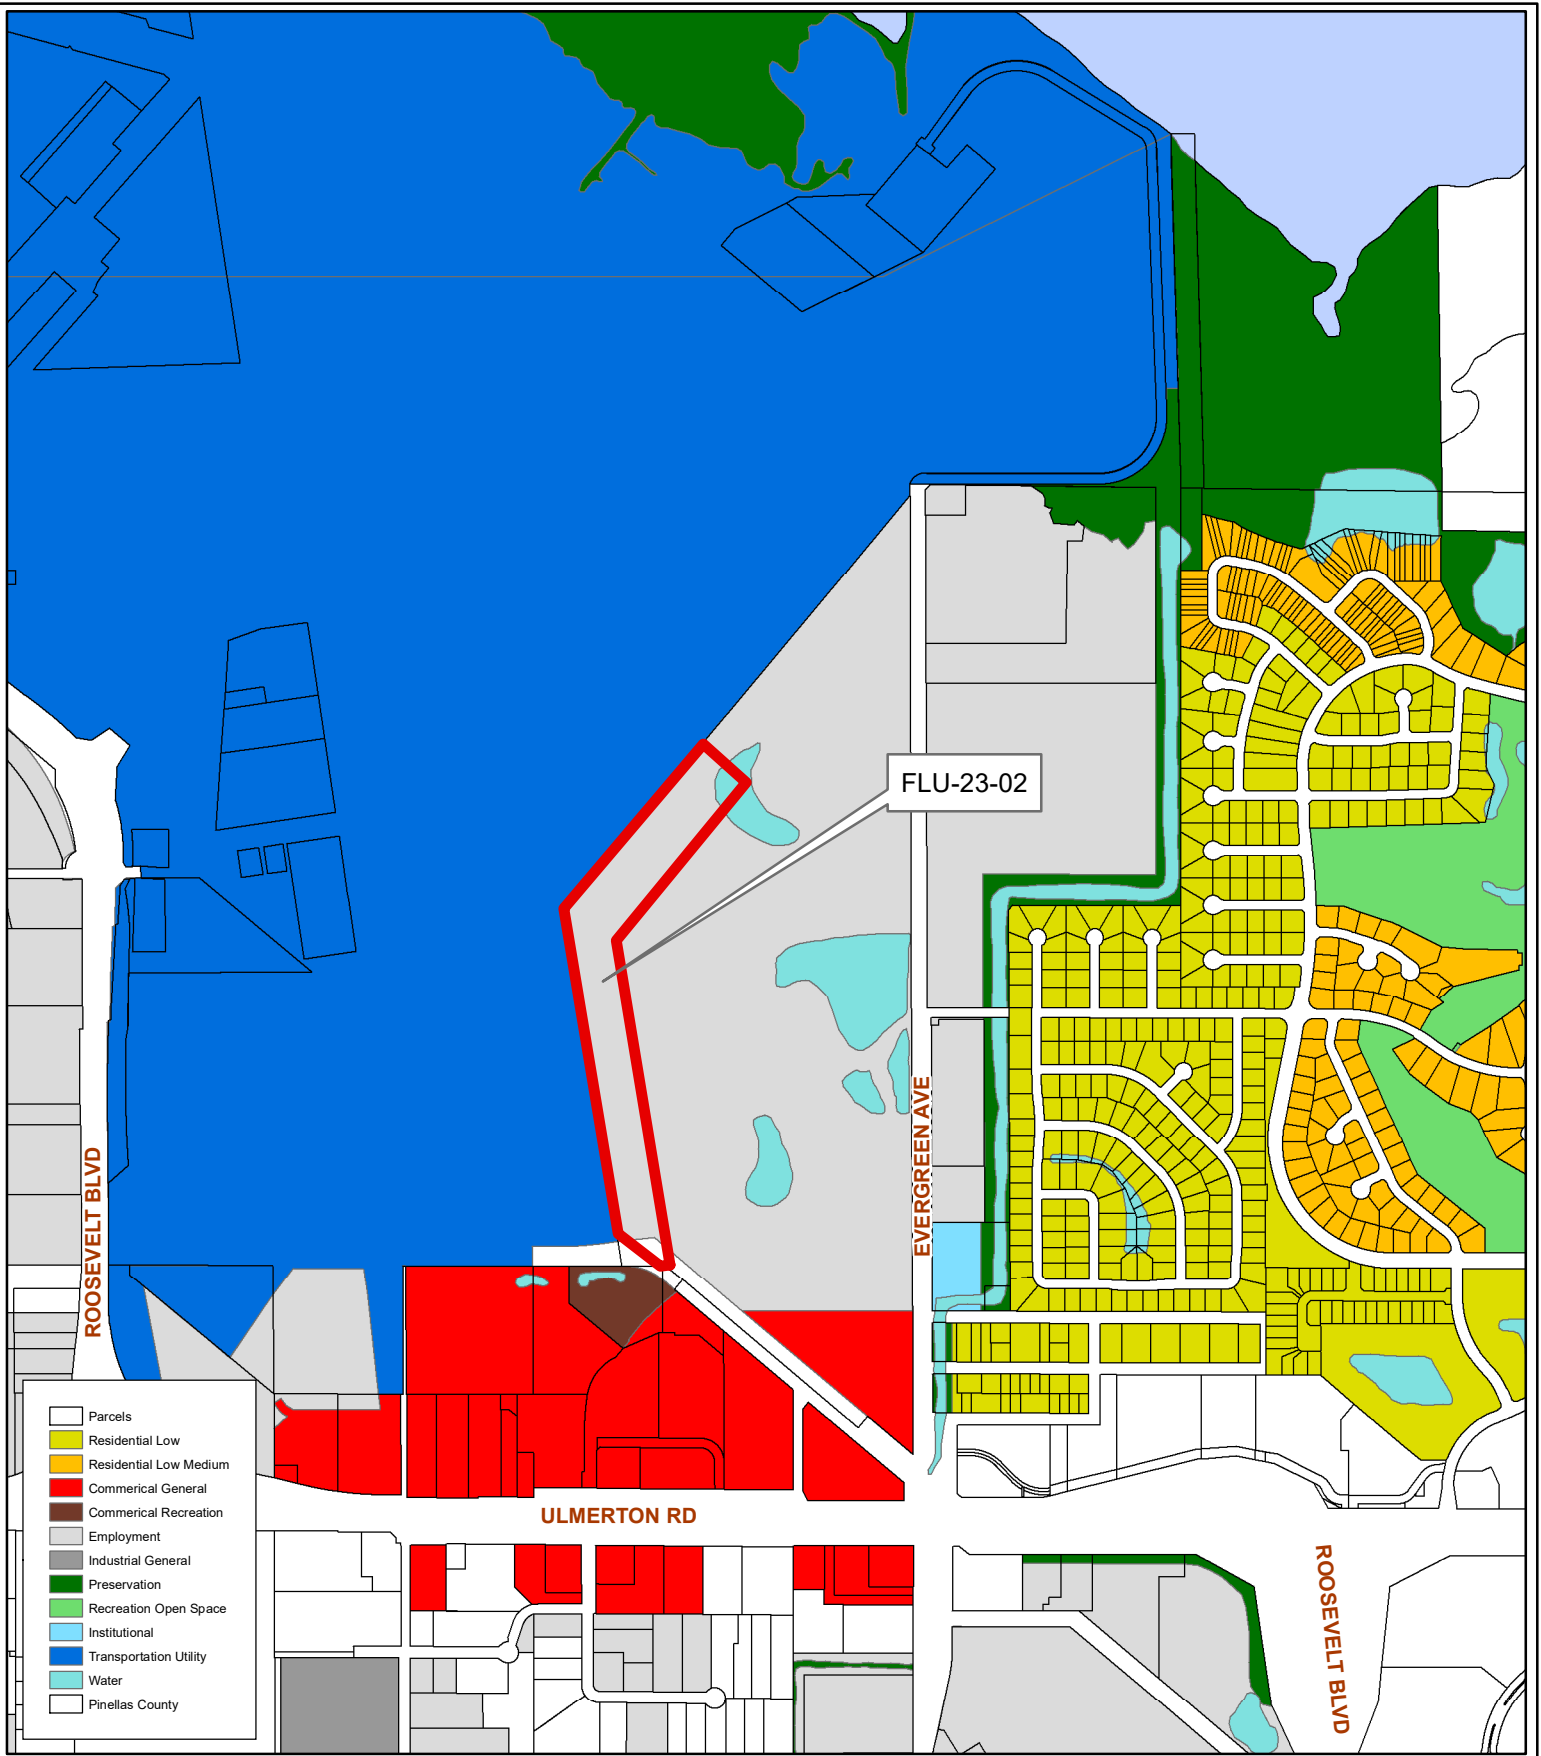 FLU-23-02
EVERGREEN AVE
ROOSEVELT BLVD
ULMERTON RD
ROOSEVELT BLVD
Parcels
Residential Low
Residential Low Medium
Commerical General
Commerical Recreation
Employment
Industrial General
Preservation
Recreation Open Space
Institutional
Transportation Utility
Water
Pinellas County